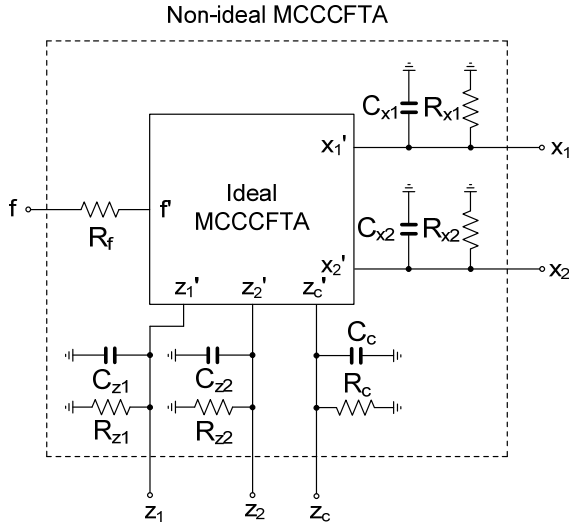 Non-ideal MCCCFTA
Cx1 Rx1
x1' x1
Ideal
MCCCFTA
f f'
Rf
Cx2 Rx2
x2' x2
z1' z2' zc'
Cz1 Cz2 Cc
Rz1 Rz2 Rc
z1 z2 zc